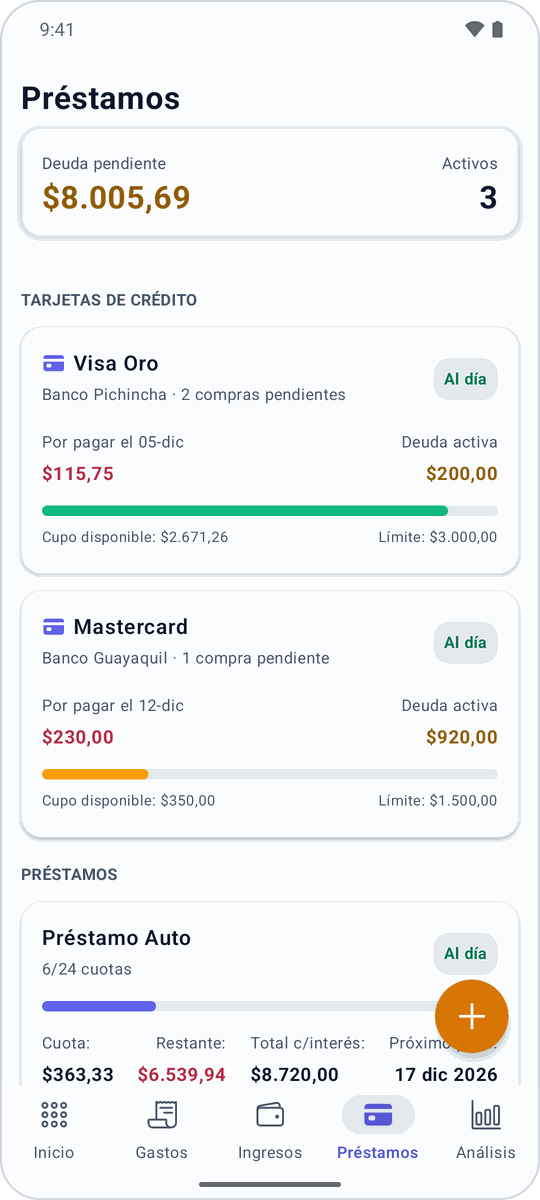 9:41
Préstamos
Deuda pendiente
Activos
$8.005,69
3
TARJETAS DE CRÉDITO
Visa Oro
Al día
Banco Pichincha · 2 compras pendientes
Por pagar el 05-dic
Deuda activa
$115,75
$200,00
Cupo disponible: $2.671,26
Límite: $3.000,00
Mastercard
Al día
Banco Guayaquil · 1 compra pendiente
Por pagar el 12-dic
Deuda activa
$230,00
$920,00
Cupo disponible: $350,00
Límite: $1.500,00
PRÉSTAMOS
Préstamo Auto
Al día
6/24 cuotas
Cuota:
Restante:
Total c/interés:
$363,33
$6.539,94
$8.720,00
17 dic 2026
Inicio
Gastos
Ingresos
Préstamos
Análisis